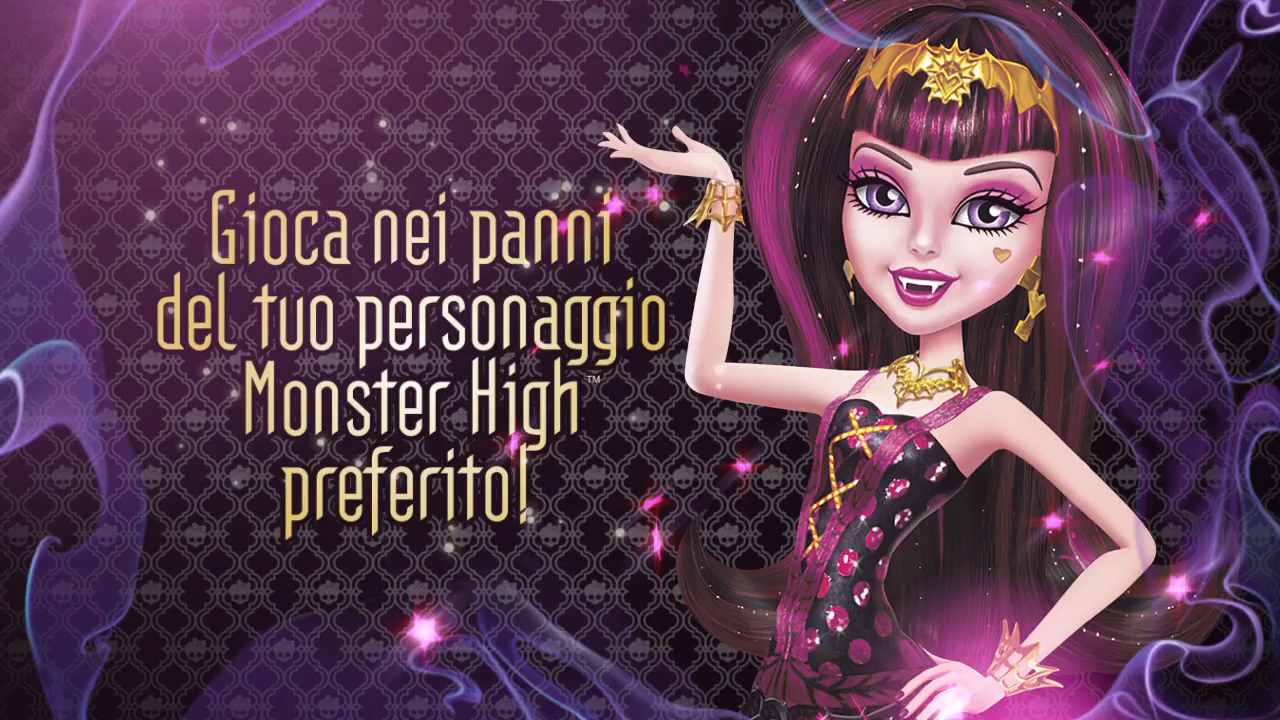 Gioca nei panni
del tuo personaggio
Monster High™
preferito!